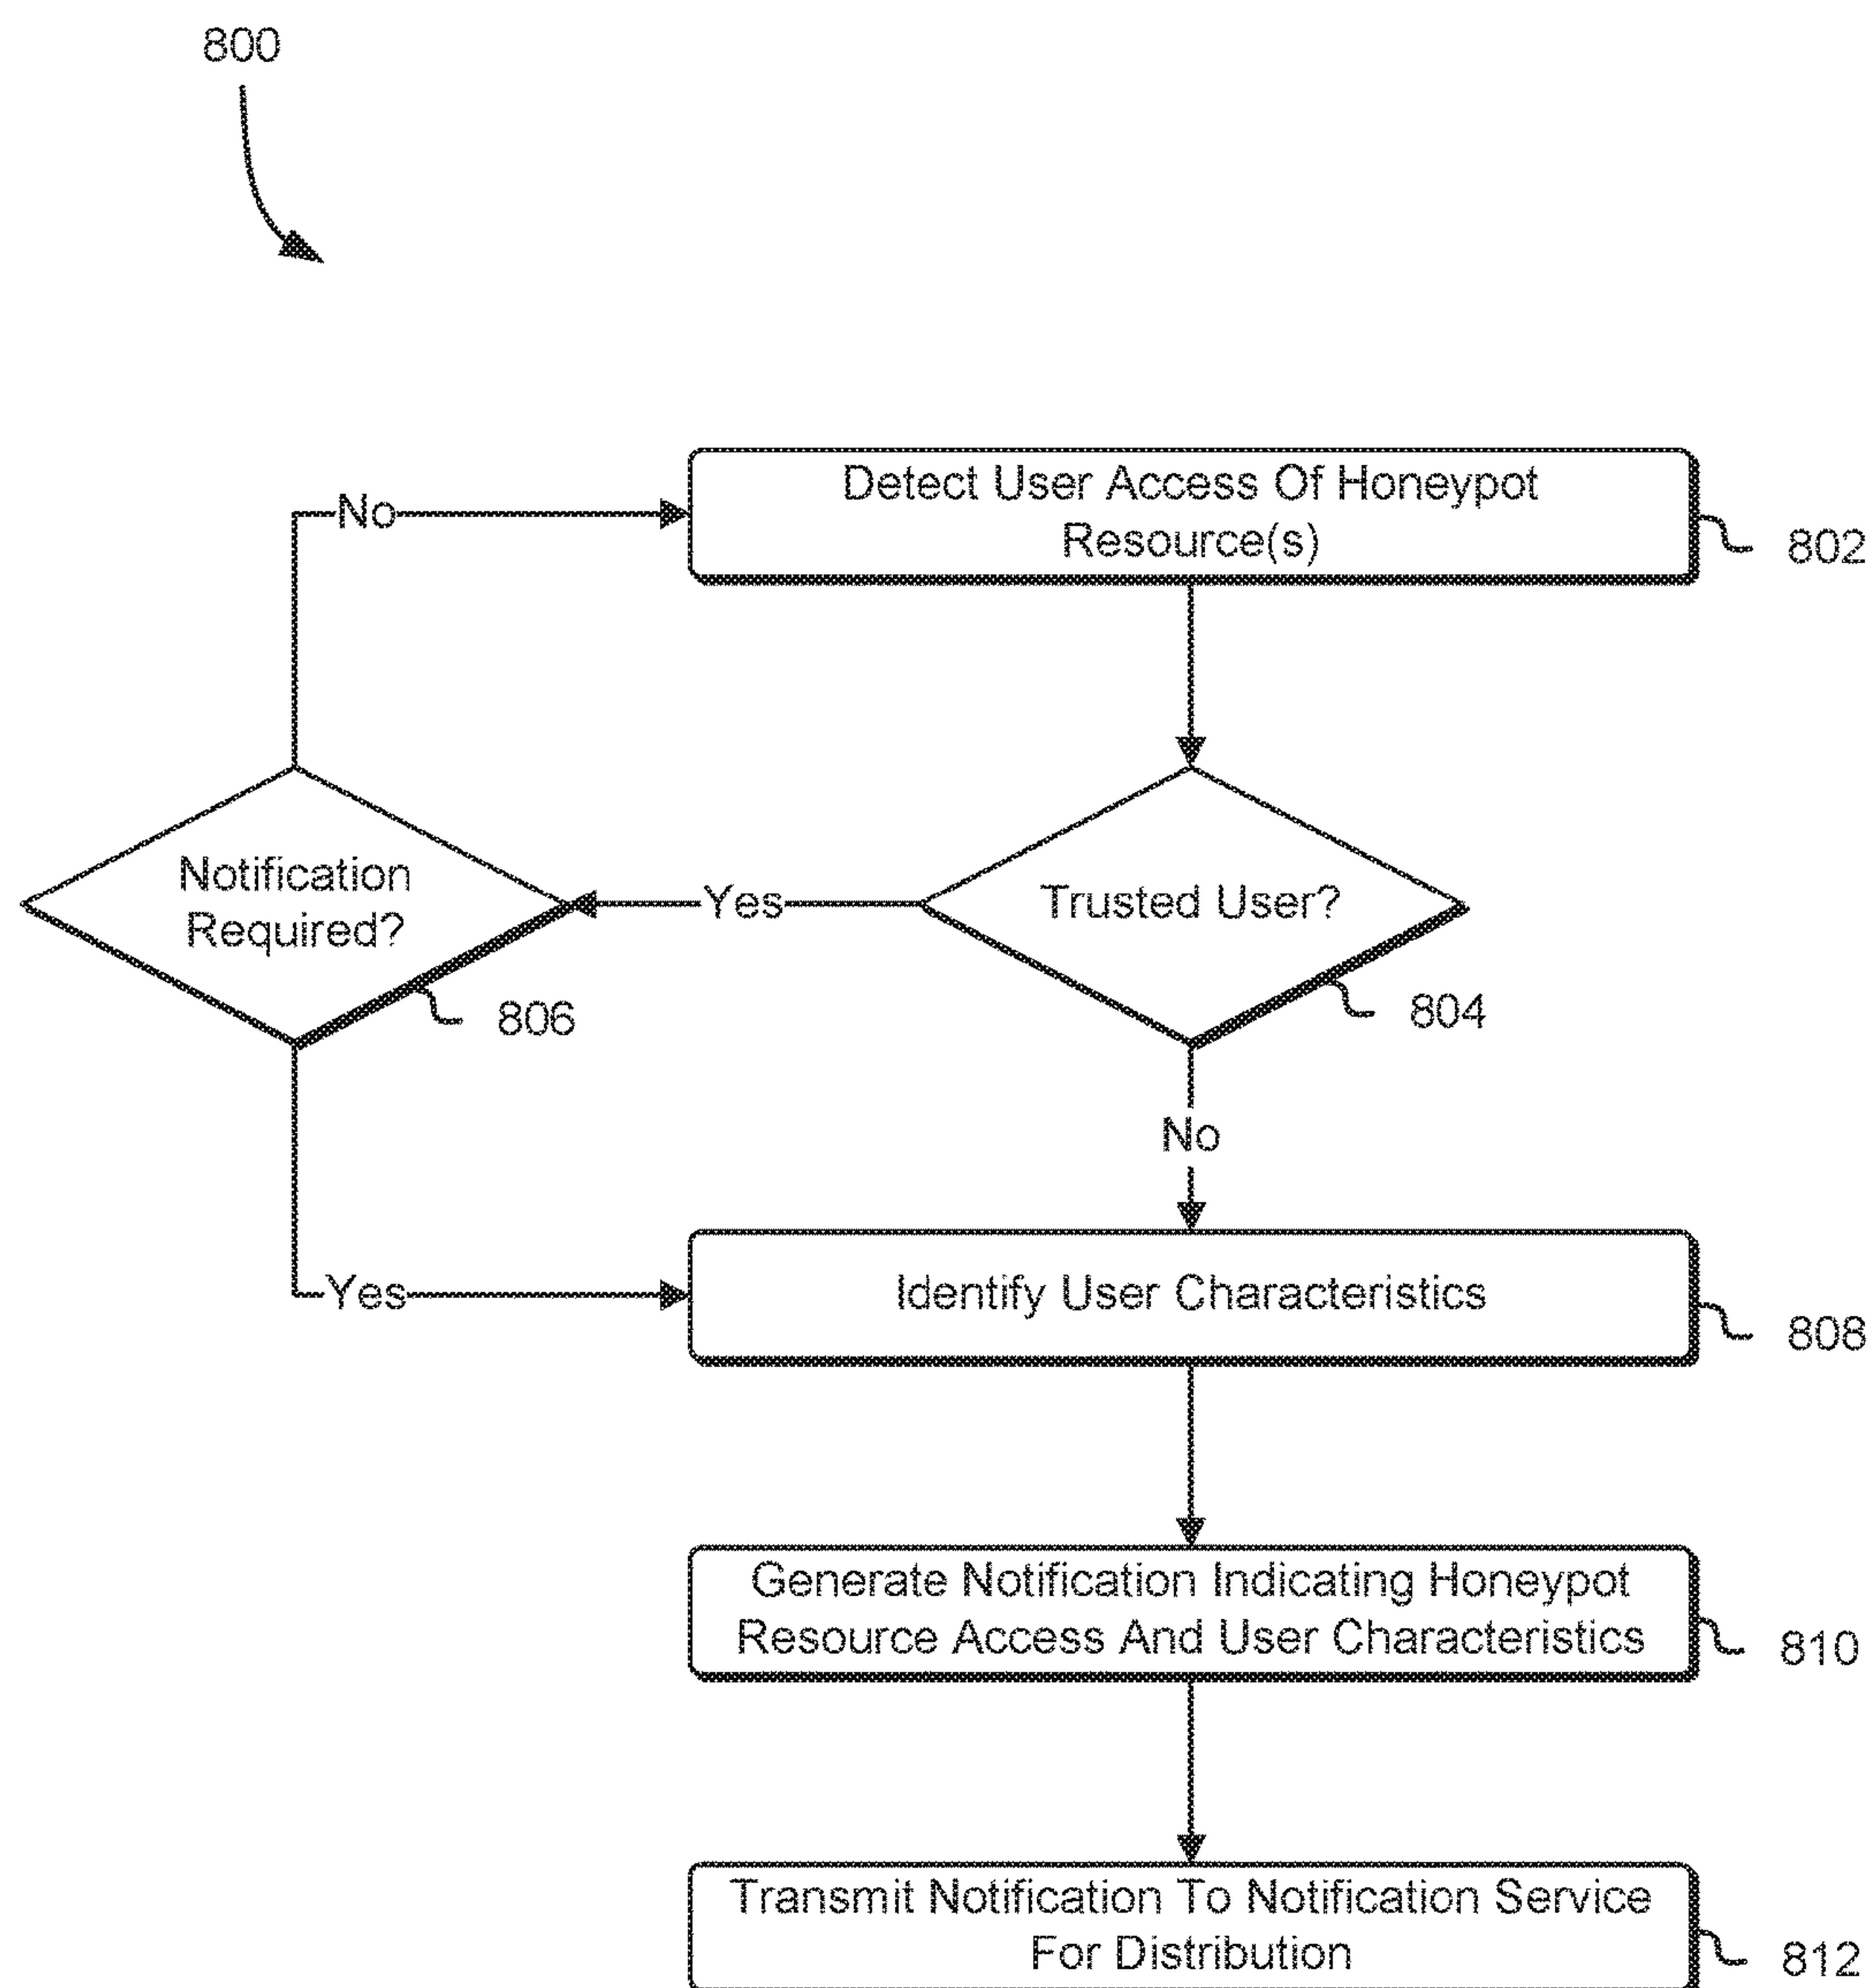 800
Detect User Access Of Honeypot
Resource(s)
802
No
Notification
Required?
806
Yes
Trusted User?
804
No
Yes
Identify User Characteristics
808
Generate Notification Indicating Honeypot
Resource Access And User Characteristics
810
Transmit Notification To Notification Service
For Distribution
812